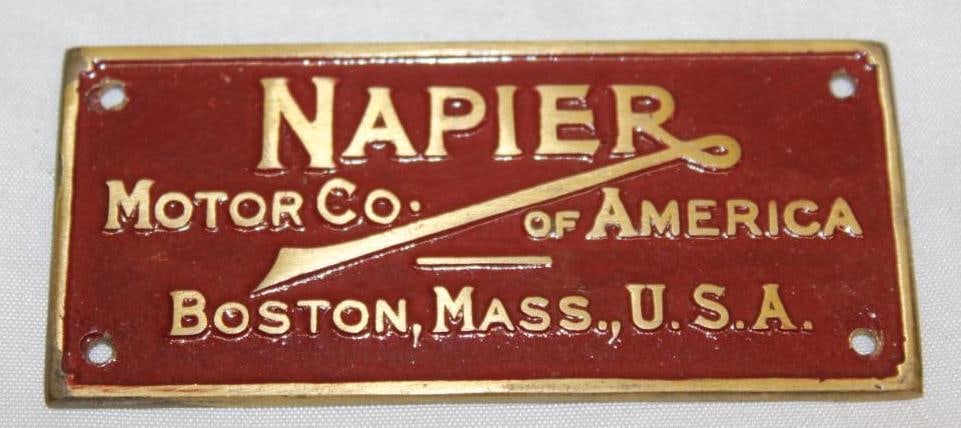 NAPIER
MOTOR CO. OF AMERICA
BOSTON, MASS., U.S.A.